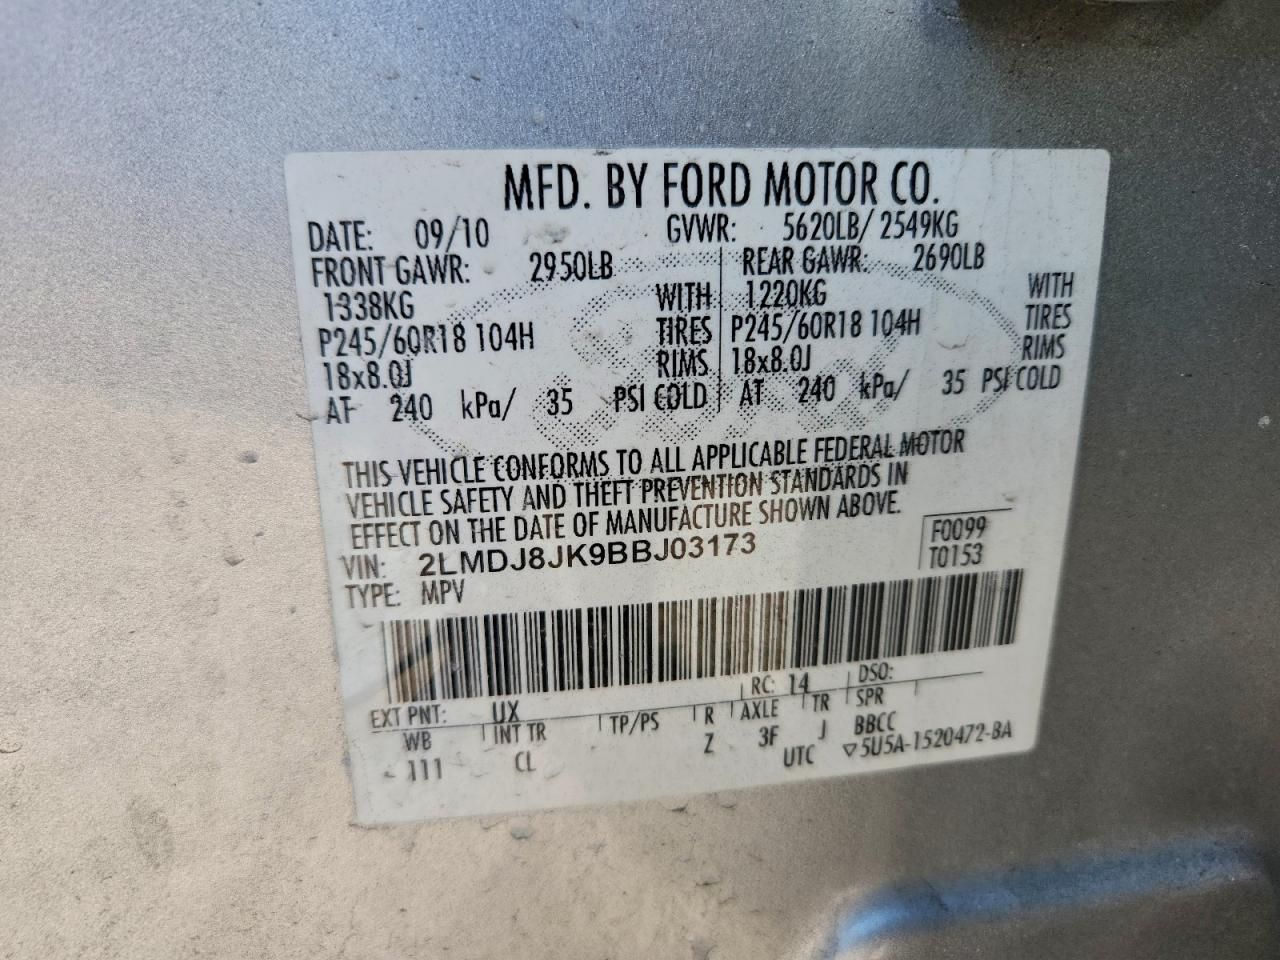 MFD. BY FORD MOTOR CO.
DATE: 09/10 GVWR: 5620LB/ 2549KG
FRONT GAWR: 2950LB REAR GAWR: 2690LB
1338KG WITH 1220KG WITH
P245/60R18 104H TIRES P245/60R18 104H TIRES
18x8.0J RIMS 18x8.0J RIMS
AT 240 kPa/ 35 PSI COLD AT 240 kPa/ 35 PSI COLD
THIS VEHICLE CONFORMS TO ALL APPLICABLE FEDERAL MOTOR
VEHICLE SAFETY AND THEFT PREVENTION STANDARDS IN
EFFECT ON THE DATE OF MANUFACTURE SHOWN ABOVE.
VIN: 2LMDJ8JK9BBJ03173 F0099
TYPE: MPV T0153
EXT PNT: UX RC: 14 DSO:
WB INT TR TP/PS R AXLE TR SPR
111 CL Z 3F J BBCC
UTC ▽5U5A-1520472-BA